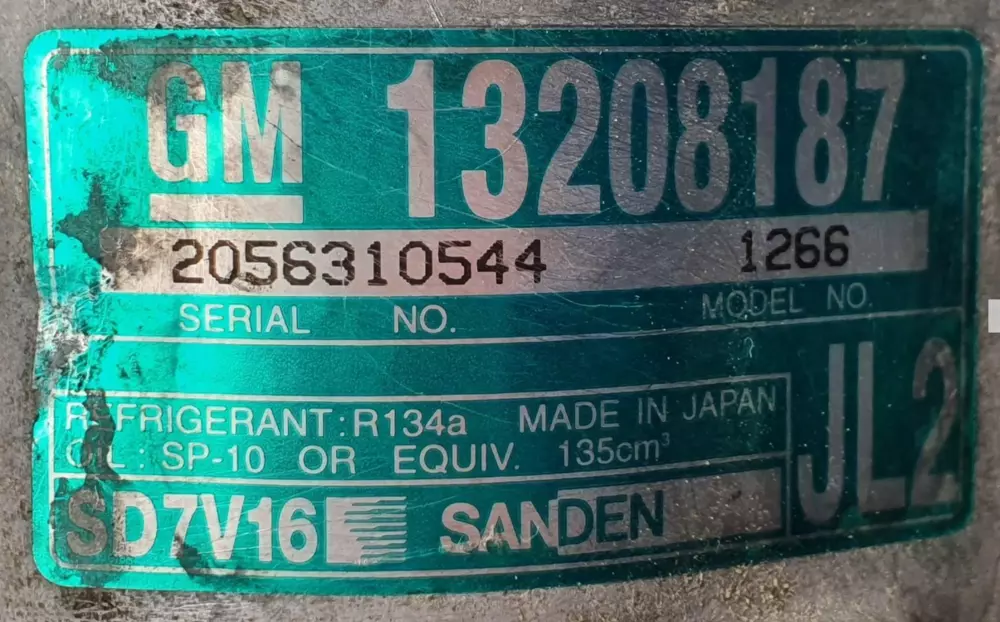 GM 13208187
2056310544 1266
SERIAL NO. MODEL NO.
JL2
REFRIGERANT:R134a MADE IN JAPAN
OIL: SP-10 OR EQUIV. 135cm³
SD7V16 SANDEN